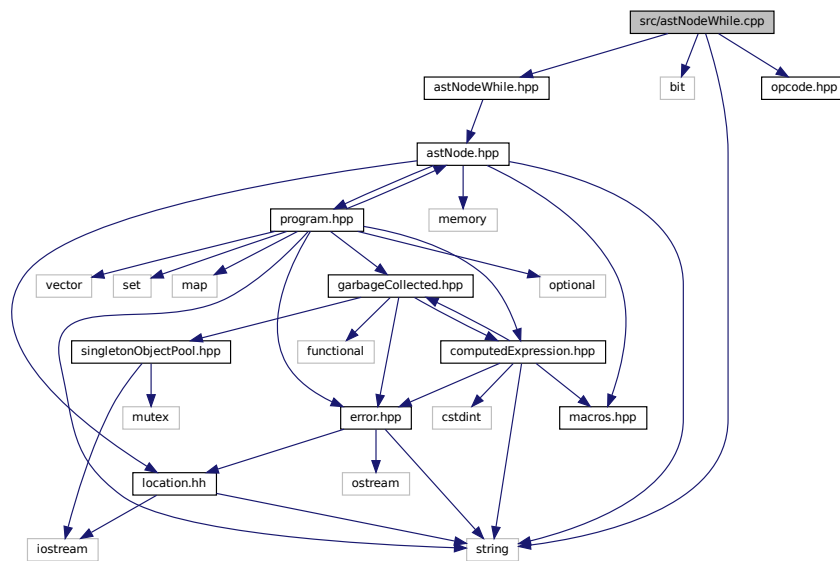 src/astNodeWhile.cpp
astNodeWhile.hpp
bit
opcode.hpp
astNode.hpp
program.hpp
memory
vector
set
map
garbageCollected.hpp
optional
singletonObjectPool.hpp
functional
computedExpression.hpp
mutex
error.hpp
cstdint
macros.hpp
location.hh
ostream
iostream
string